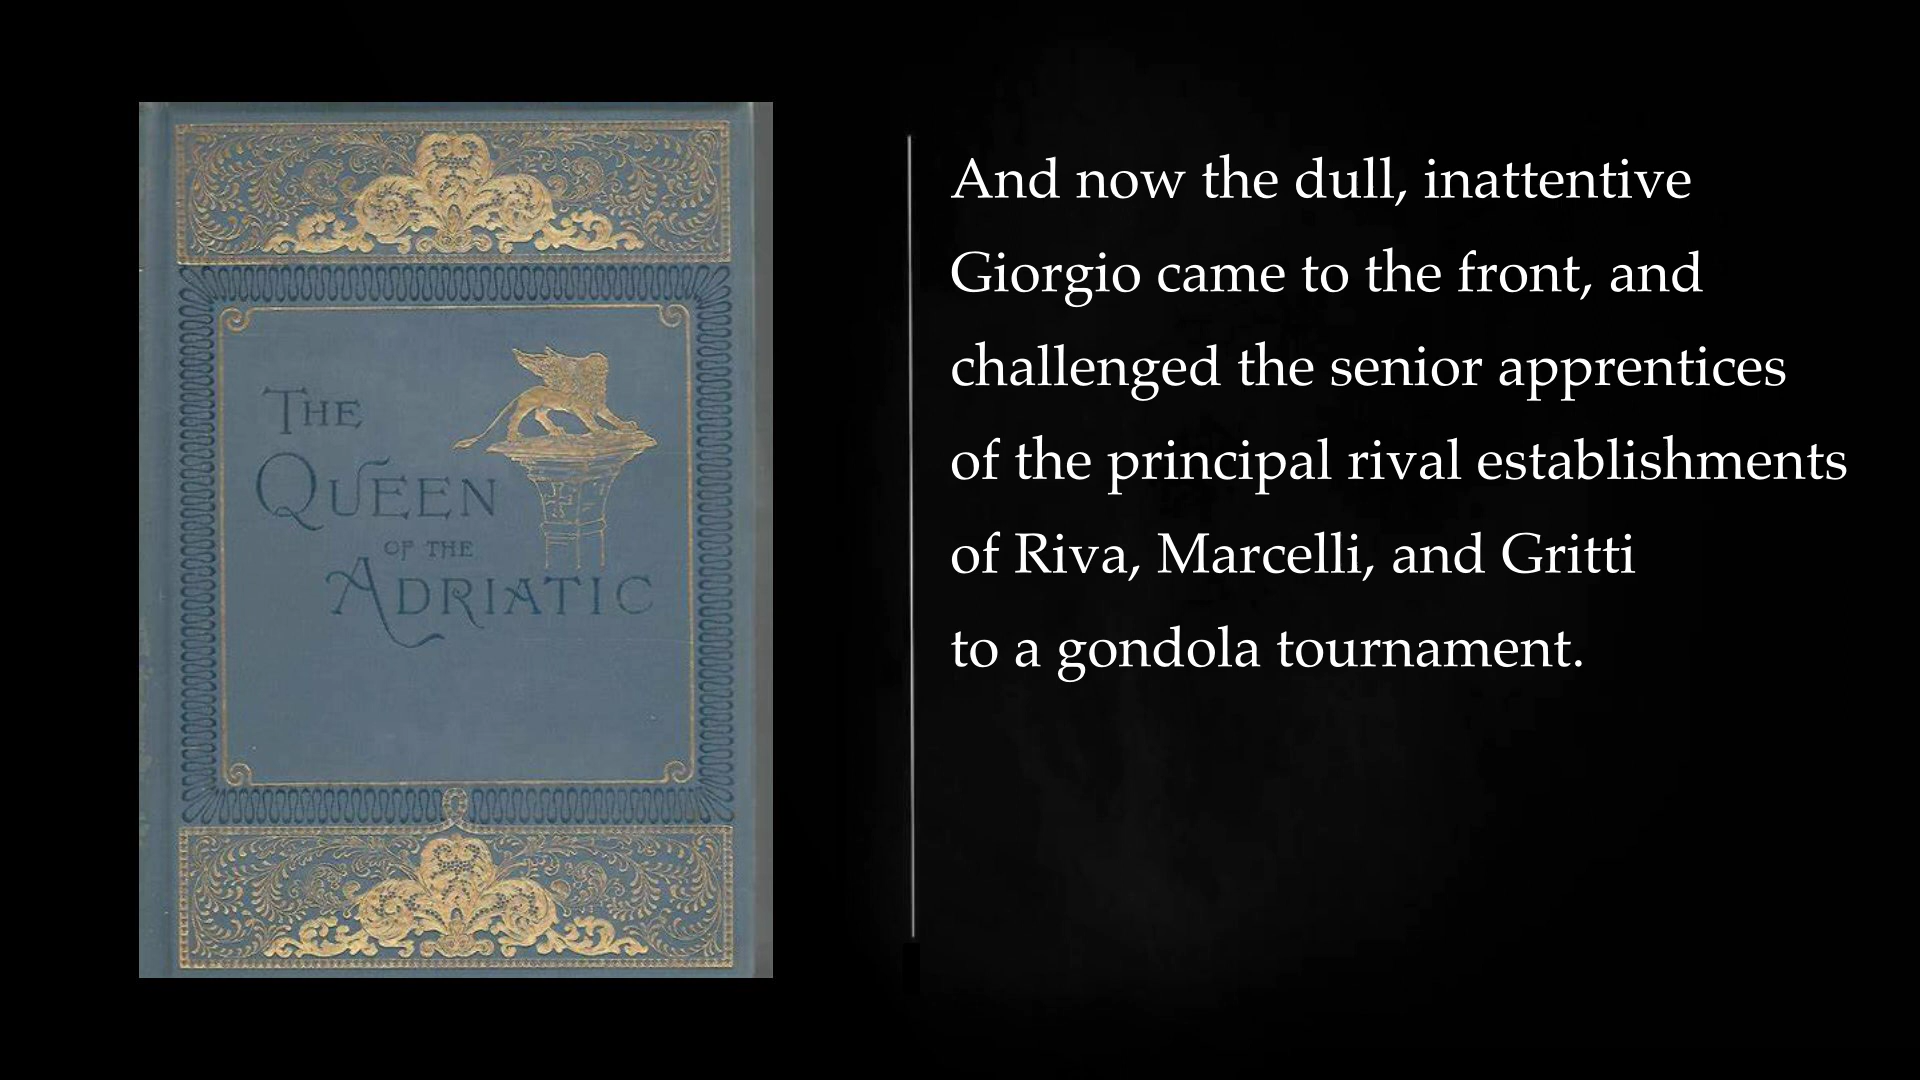 THE
QUEEN
OF THE
ADRIATIC
And now the dull, inattentive
Giorgio came to the front, and
challenged the senior apprentices
of the principal rival establishments
of Riva, Marcelli, and Gritti
to a gondola tournament.